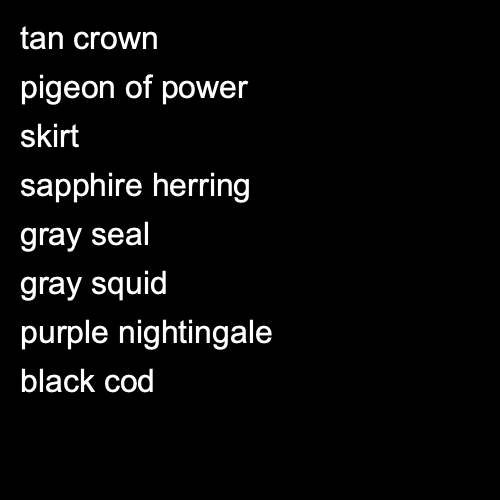 tan crown
pigeon of power
skirt
sapphire herring
gray seal
gray squid
purple nightingale
black cod